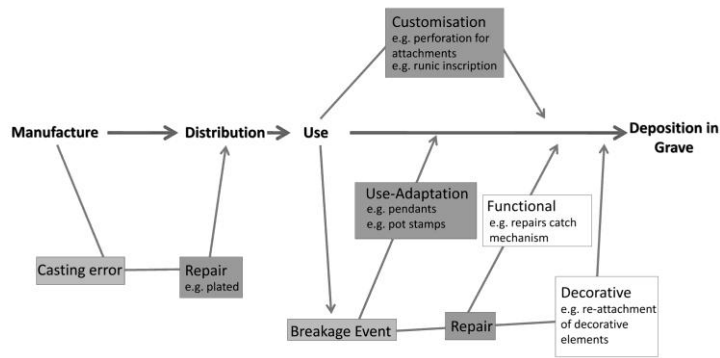 Customisation
e.g. perforation for
attachments
e.g. runic inscription
Manufacture
Distribution
Use
Deposition in
Grave
Use-Adaptation
e.g. pendants
e.g. pot stamps
Functional
e.g. repairs catch
mechanism
Casting error
Repair
e.g. plated
Breakage Event
Repair
Decorative
e.g. re-attachment
of decorative
elements